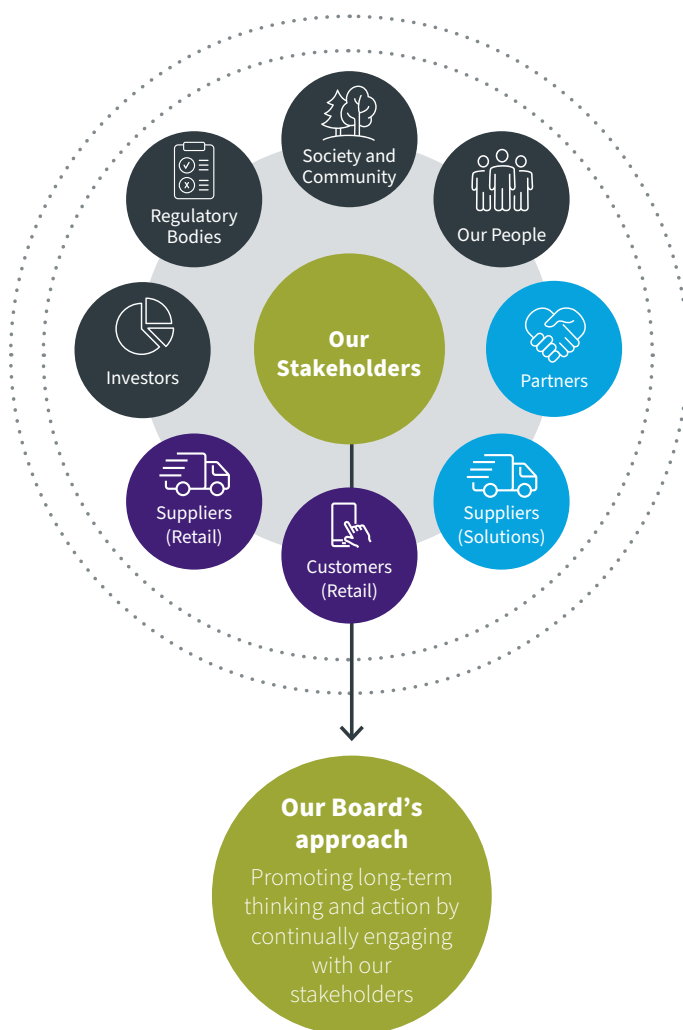 Society and
Community
Regulatory
Bodies
Our People
Our
Stakeholders
Investors
Partners
Suppliers
(Retail)
Suppliers
(Solutions)
Customers
(Retail)
Our Board’s
approach
Promoting long-term
thinking and action by
continually engaging
with our
stakeholders